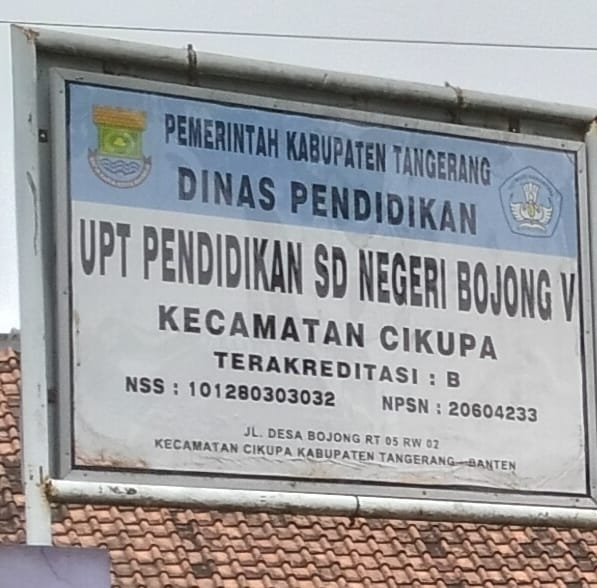 PEMERINTAH KABUPATEN TANGERANG
DINAS PENDIDIKAN
UPT PENDIDIKAN SD NEGERI BOJONG V
KECAMATAN CIKUPA
TERAKREDITASI : B
NSS : 101280303032 NPSN : 20604233
JL. DESA BOJONG RT 05 RW 02
KECAMATAN CIKUPA KABUPATEN TANGERANG - BANTEN